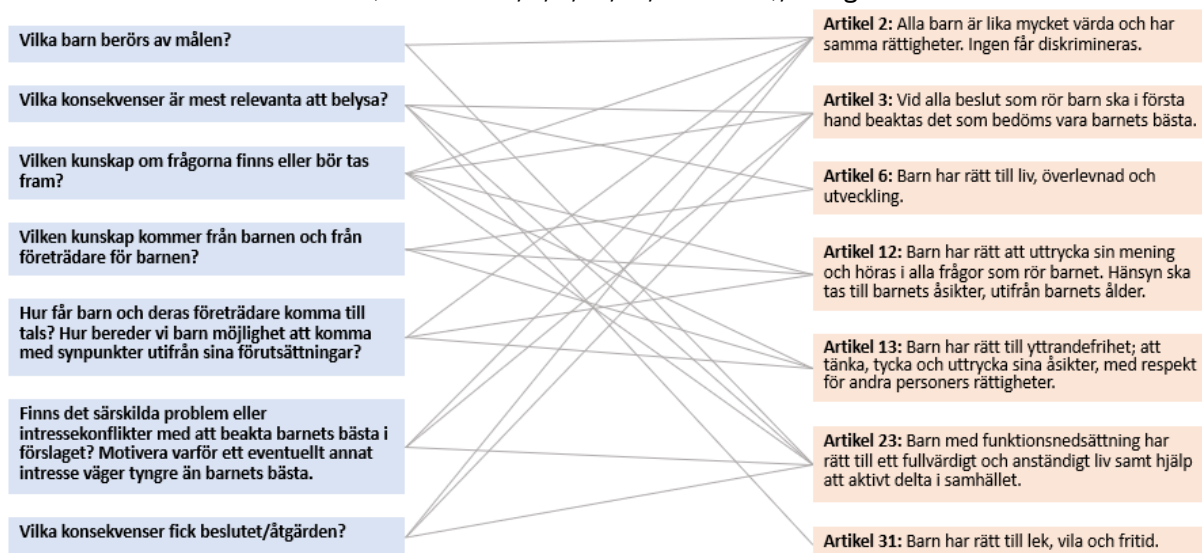 Vilka barn berörs av målen?
Vilka konsekvenser är mest relevanta att belysa?
Vilken kunskap om frågorna finns eller bör tas
fram?
Vilken kunskap kommer från barnen och från
företrädare för barnen?
Hur får barn och deras företrädare komma till
tals? Hur bereder vi barn möjlighet att komma
med synpunkter utifrån sina förutsättningar?
Finns det särskilda problem eller
intressekonflikter med att beakta barnets bästa i
förslaget? Motivera varför ett eventuellt annat
intresse väger tyngre än barnets bästa.
Vilka konsekvenser fick beslutet/åtgärden?
Artikel 2: Alla barn är lika mycket värda och har
samma rättigheter. Ingen får diskrimineras.
Artikel 3: Vid alla beslut som rör barn ska i första
hand beaktas det som bedöms vara barnets bästa.
Artikel 6: Barn har rätt till liv, överlevnad och
utveckling.
Artikel 12: Barn har rätt att uttrycka sin mening
och höras i alla frågor som rör barnet. Hänsyn ska
tas till barnets åsikter, utifrån barnets ålder.
Artikel 13: Barn har rätt till yttrandefrihet; att
tänka, tycka och uttrycka sina åsikter, med respekt
för andra personers rättigheter.
Artikel 23: Barn med funktionsnedsättning har
rätt till ett fullvärdigt och anständigt liv samt hjälp
att aktivt delta i samhället.
Artikel 31: Barn har rätt till lek, vila och fritid.